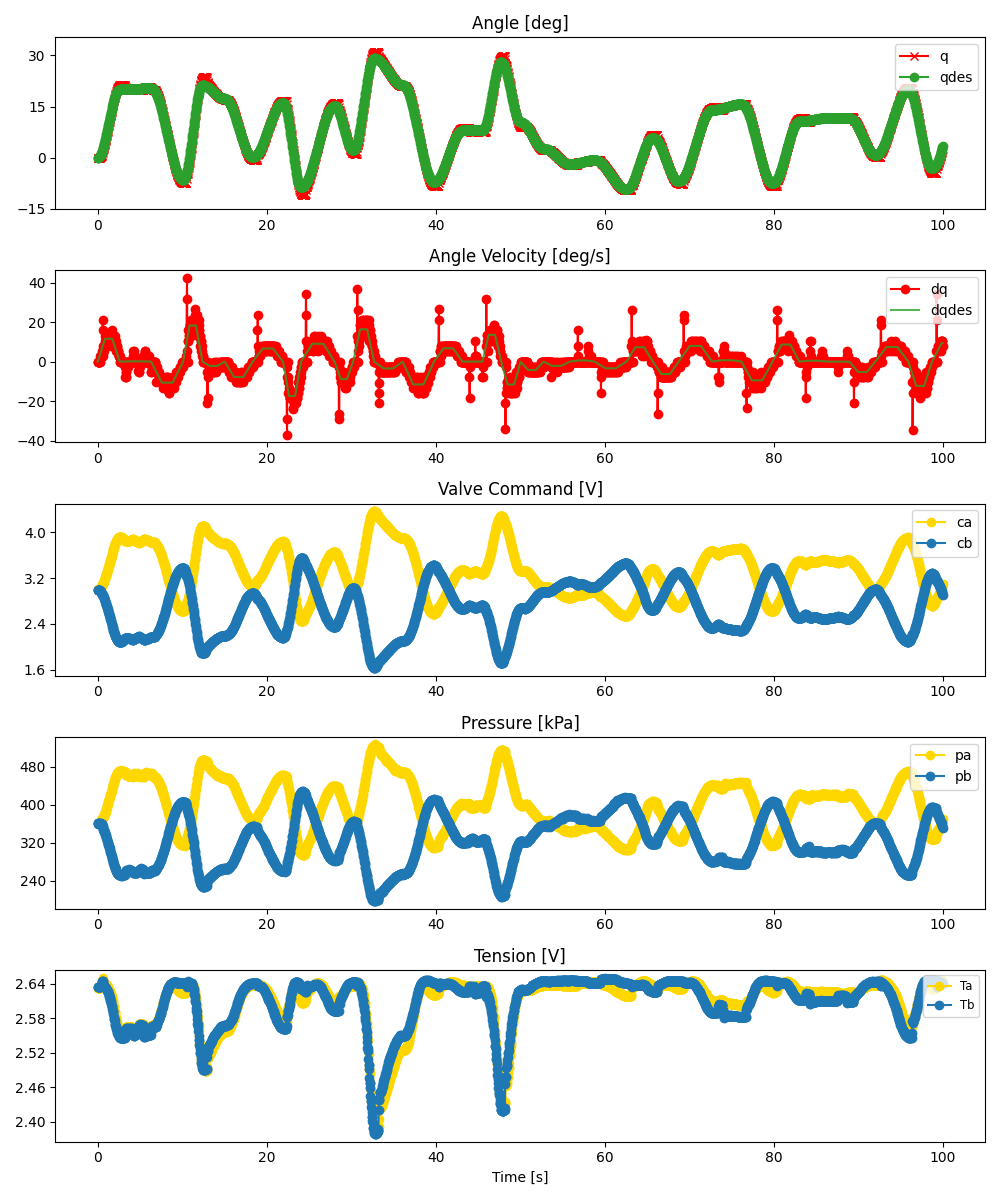 Angle [deg]
30
15
0
−15
q
qdes
0 20 40 60 80 100
Angle Velocity [deg/s]
40
20
0
−20
−40
dq
dqdes
0 20 40 60 80 100
Valve Command [V]
4.0
3.2
2.4
1.6
ca
cb
0 20 40 60 80 100
Pressure [kPa]
480
400
320
240
pa
pb
0 20 40 60 80 100
Tension [V]
2.64
2.58
2.52
2.46
2.40
Ta
Tb
0 20 40 60 80 100
Time [s]